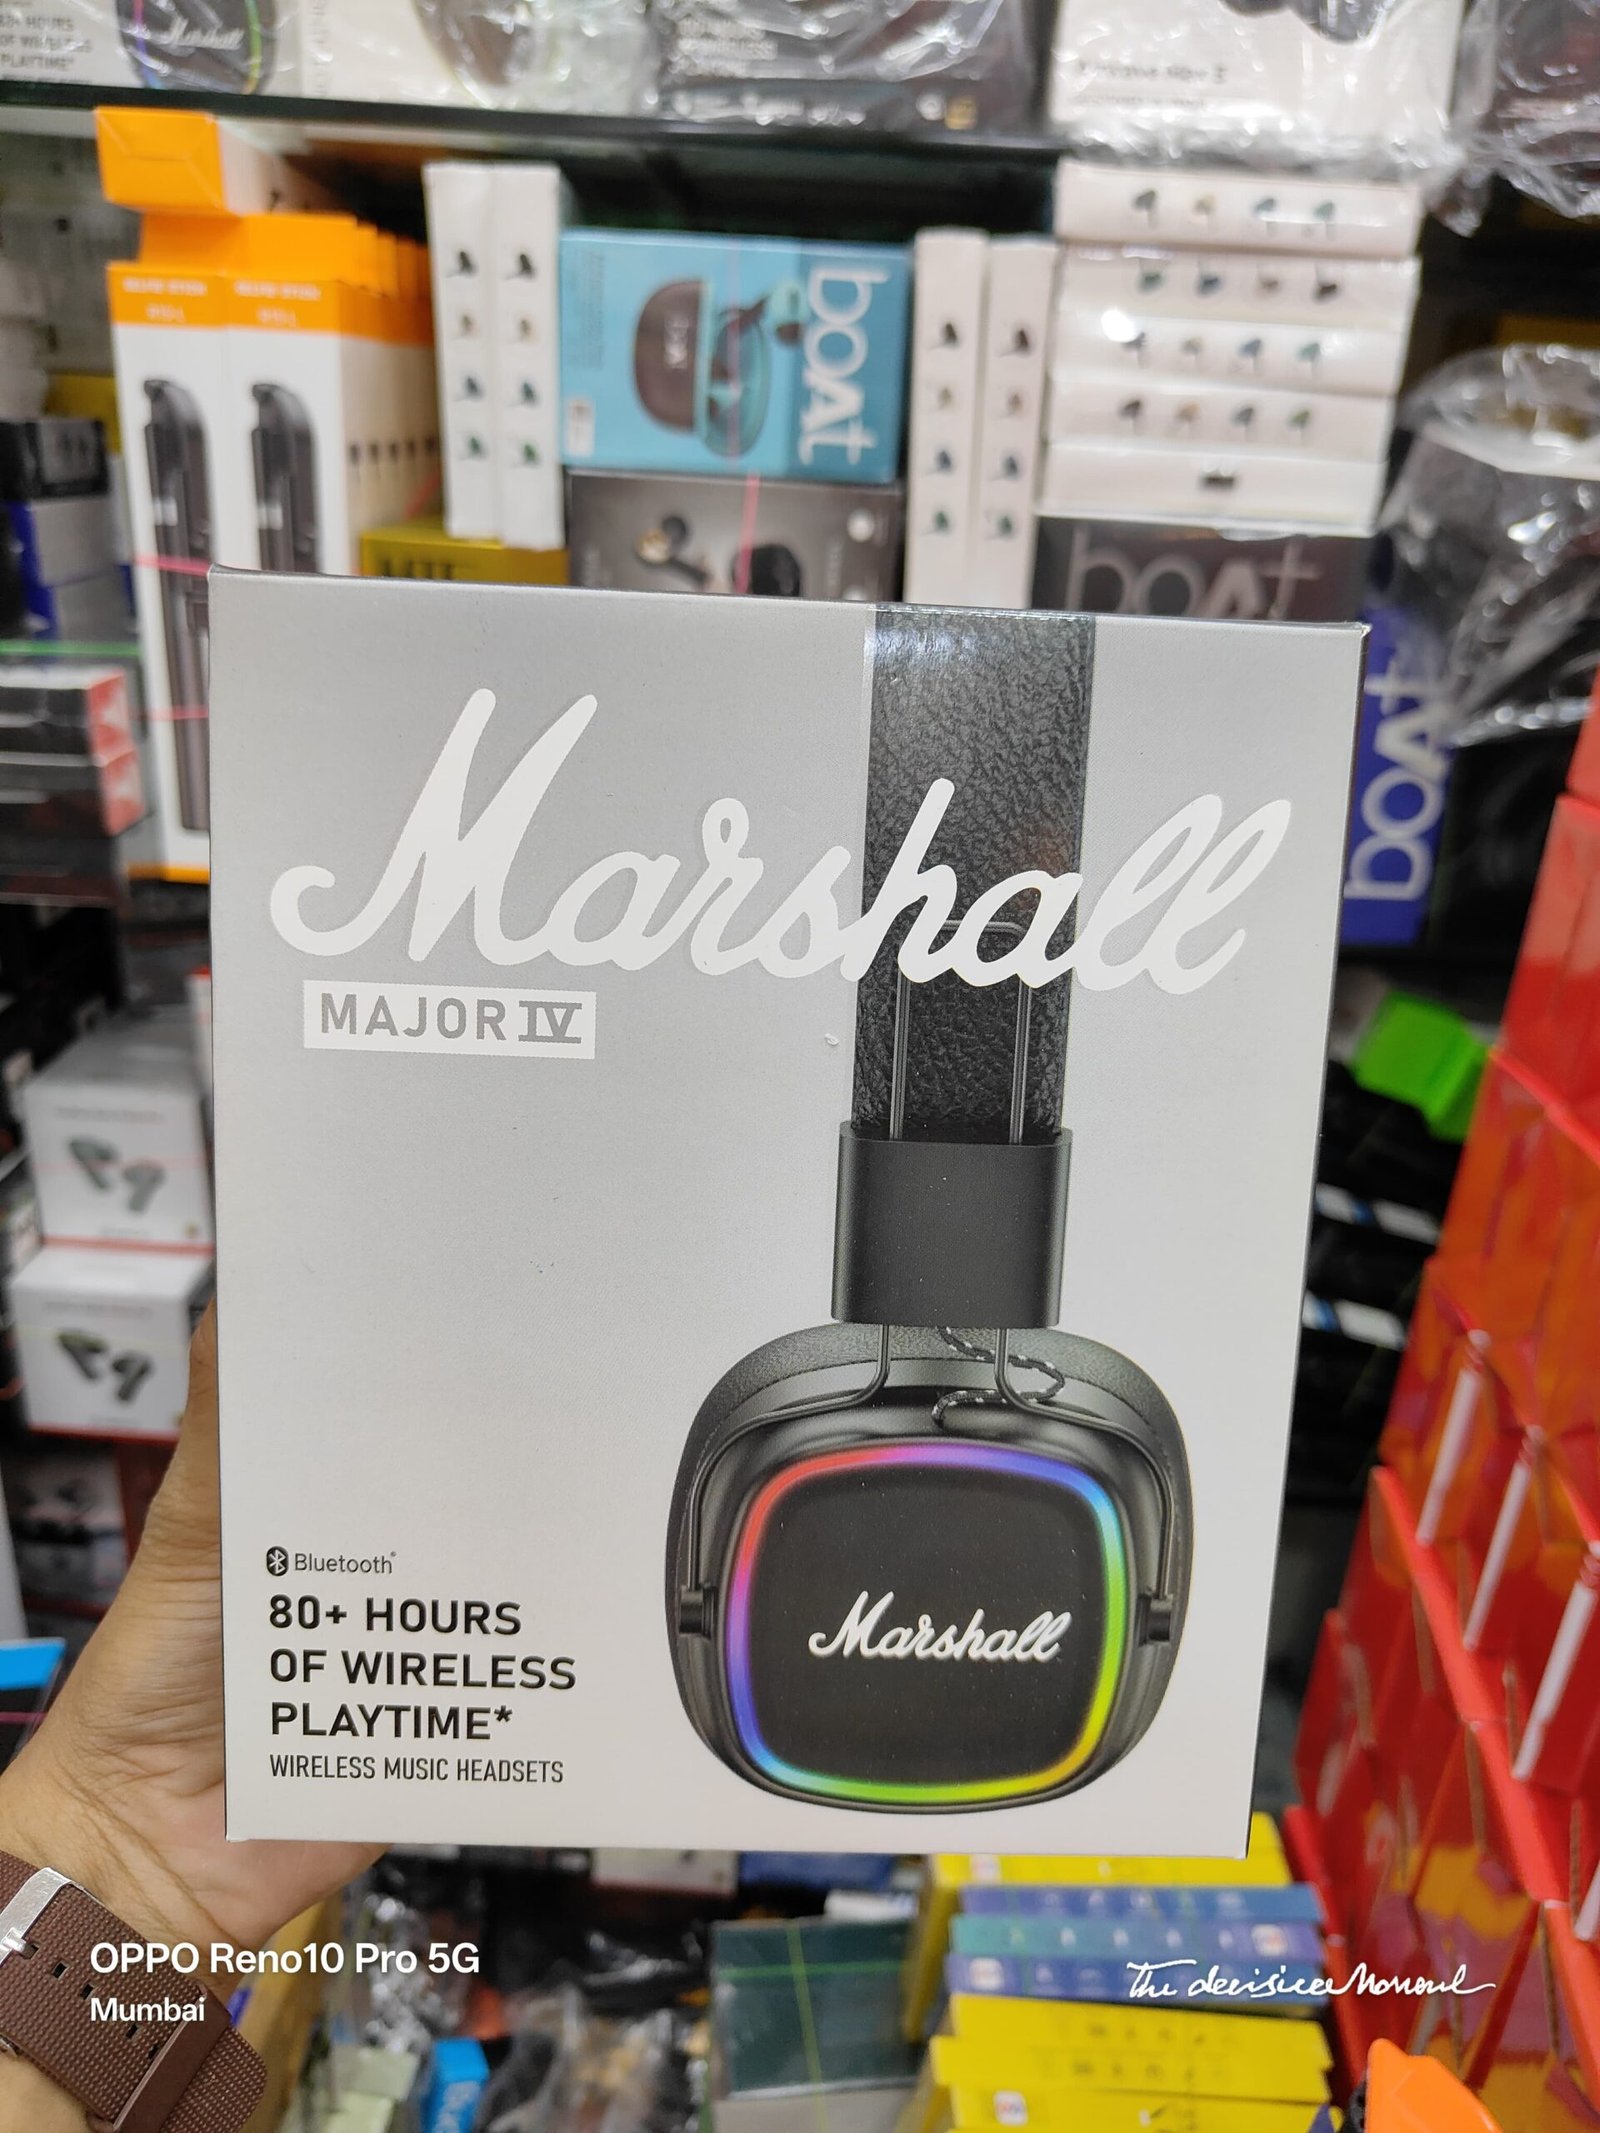 Marshall
boAt
boAt
boAt
Marshall
MAJOR IV
Bluetooth®
80+ HOURS
OF WIRELESS
PLAYTIME*
WIRELESS MUSIC HEADSETS
Marshall
OPPO Reno10 Pro 5G
Mumbai